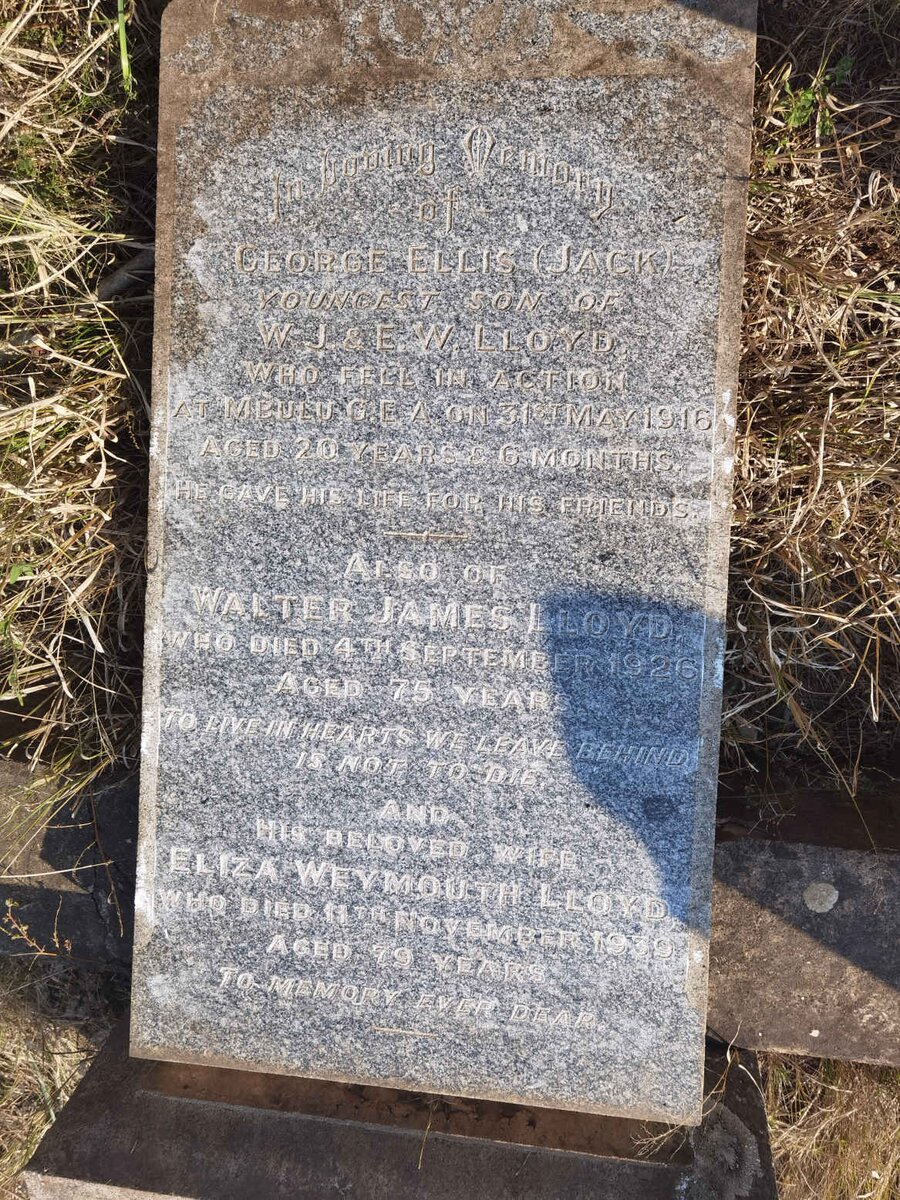 In Loving Memory
- of -
GEORGE ELLIS (JACK)
YOUNGEST SON OF
W. J. & E. W. LLOYD,
WHO FELL IN ACTION
AT MBULU G.E.A. ON 31ST MAY 1916
AGED 20 YEARS & 6 MONTHS.
HE GAVE HIS LIFE FOR HIS FRIENDS.
ALSO OF
WALTER JAMES LLOYD,
WHO DIED 4TH SEPTEMBER 1926
AGED 75 YEAR
TO LIVE IN HEARTS WE LEAVE BEHIND
IS NOT TO DIE.
AND
HIS BELOVED WIFE
ELIZA WEYMOUTH LLOYD,
WHO DIED 11TH NOVEMBER 1939
AGED 79 YEARS
TO MEMORY EVER DEAR.